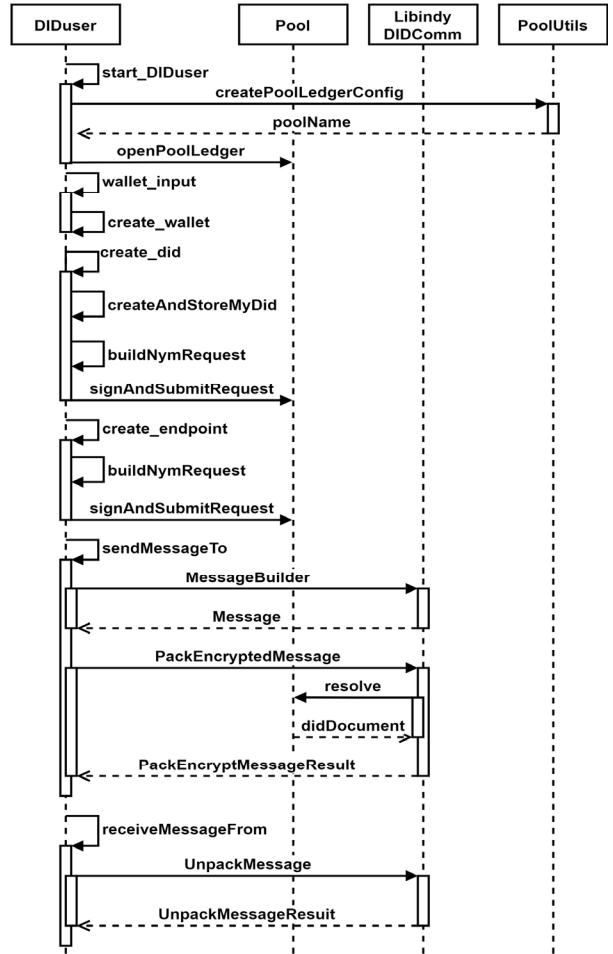 DIDuser
Pool
Libindy
DIDComm
PoolUtils
start_DIDuser
createPoolLedgerConfig
poolName
openPoolLedger
wallet_input
create_wallet
create_did
createAndStoreMyDid
buildNymRequest
signAndSubmitRequest
create_endpoint
buildNymRequest
signAndSubmitRequest
sendMessageTo
MessageBuilder
Message
PackEncryptedMessage
resolve
didDocument
PackEncryptMessageResult
receiveMessageFrom
UnpackMessage
UnpackMessageResuit